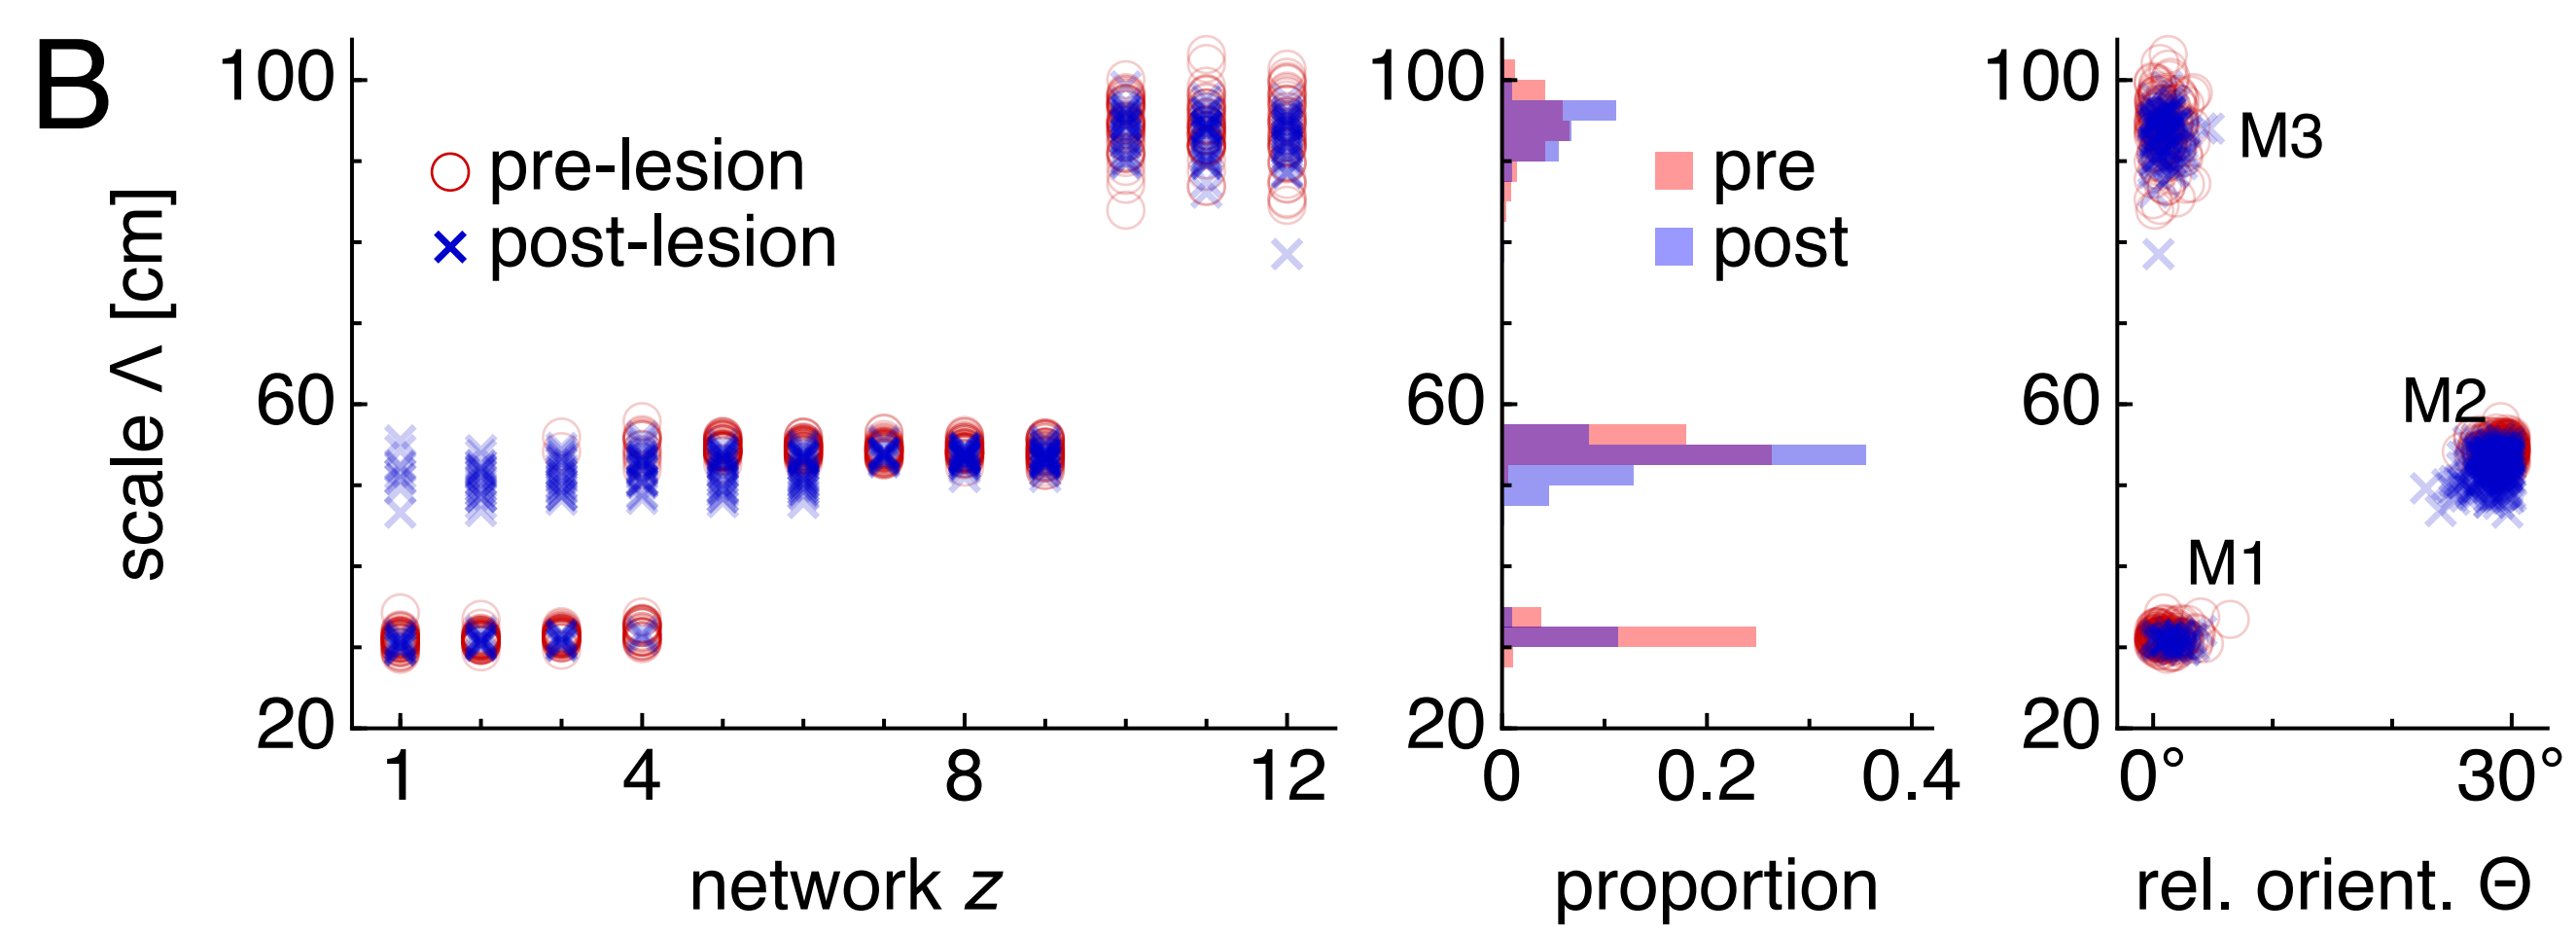 B
scale Λ [cm]
100
60
20
pre-lesion
post-lesion
1 4 8 12
network z
100
60
20
pre
post
0 0.2 0.4
proportion
100
60
20
M3
M2
M1
0° 30°
rel. orient. Θ